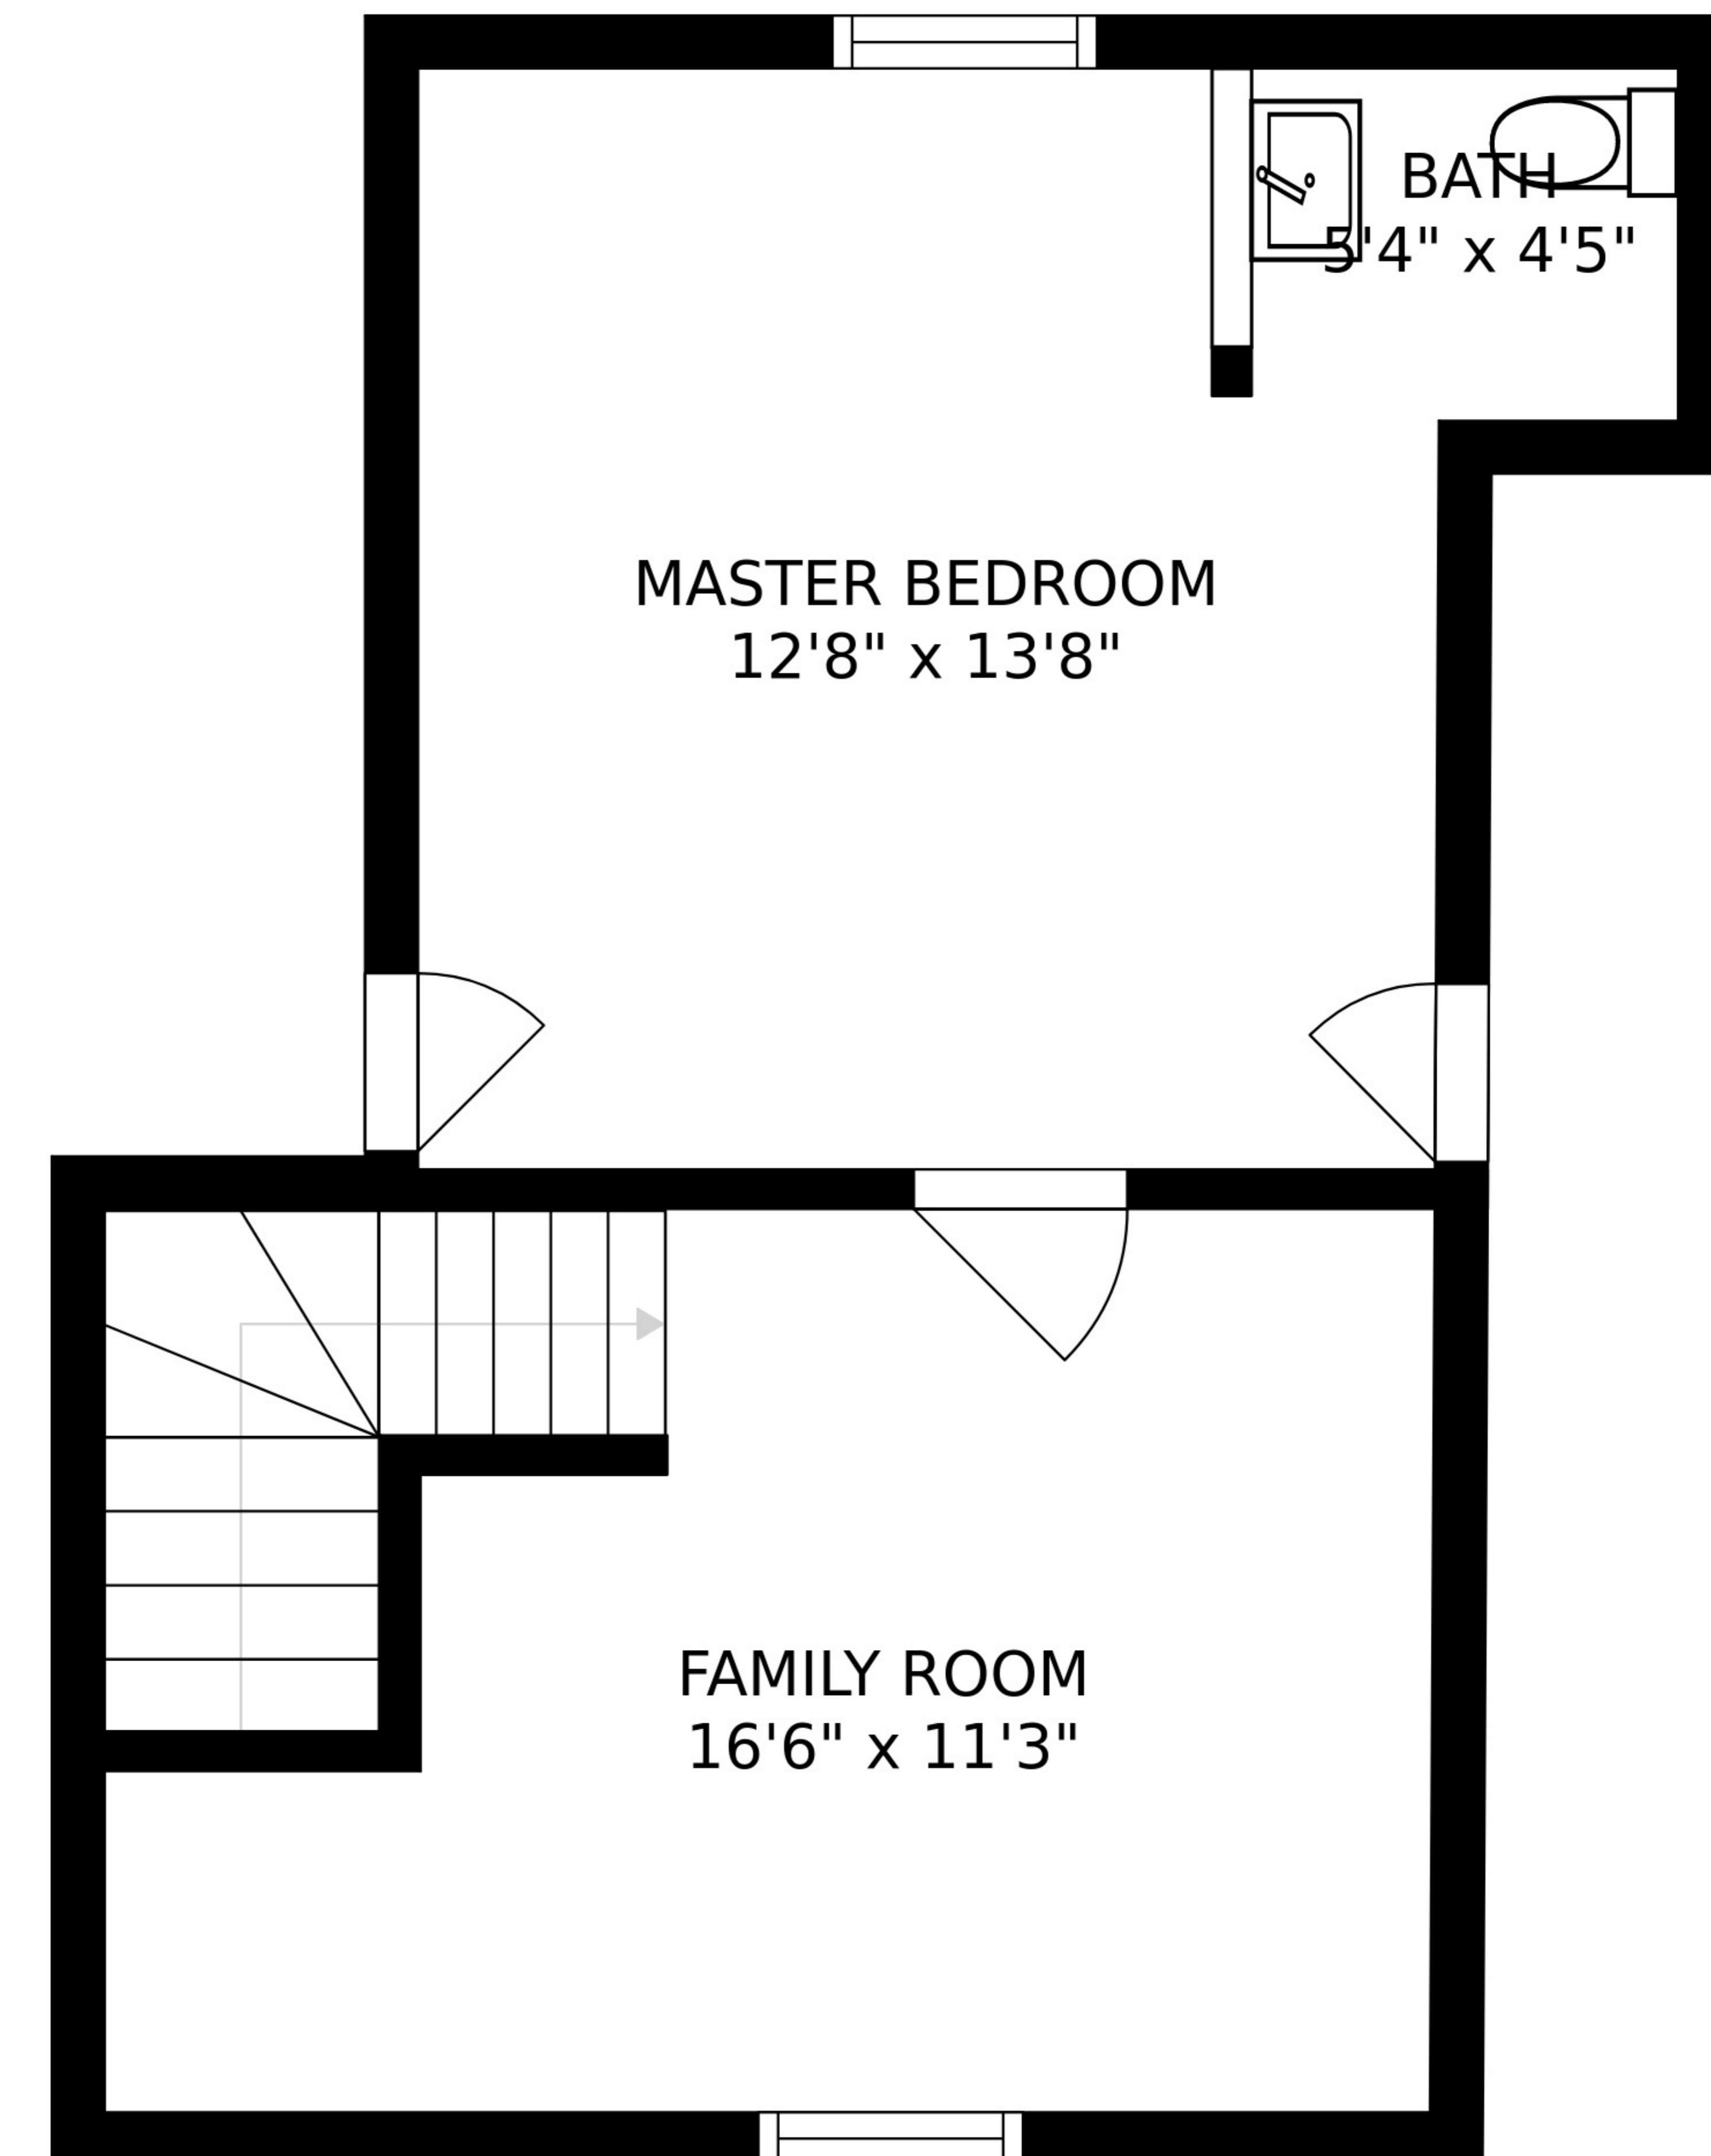 BATH
5'4" x 4'5"
MASTER BEDROOM
12'8" x 13'8"
FAMILY ROOM
16'6" x 11'3"